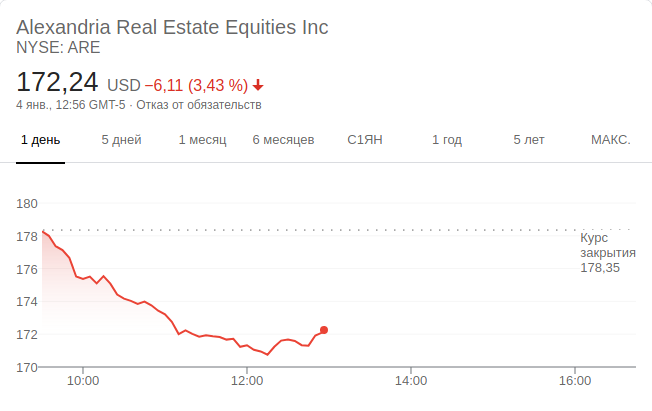 Alexandria Real Estate Equities Inc
NYSE: ARE
172,24 USD −6,11 (3,43 %)
4 янв., 12:56 GMT-5 · Отказ от обязательств
1 день 5 дней 1 месяц 6 месяцев С1ЯН 1 год 5 лет МАКС.
180
178
176
174
172
170
Курс
закрытия
178,35
10:00 12:00 14:00 16:00